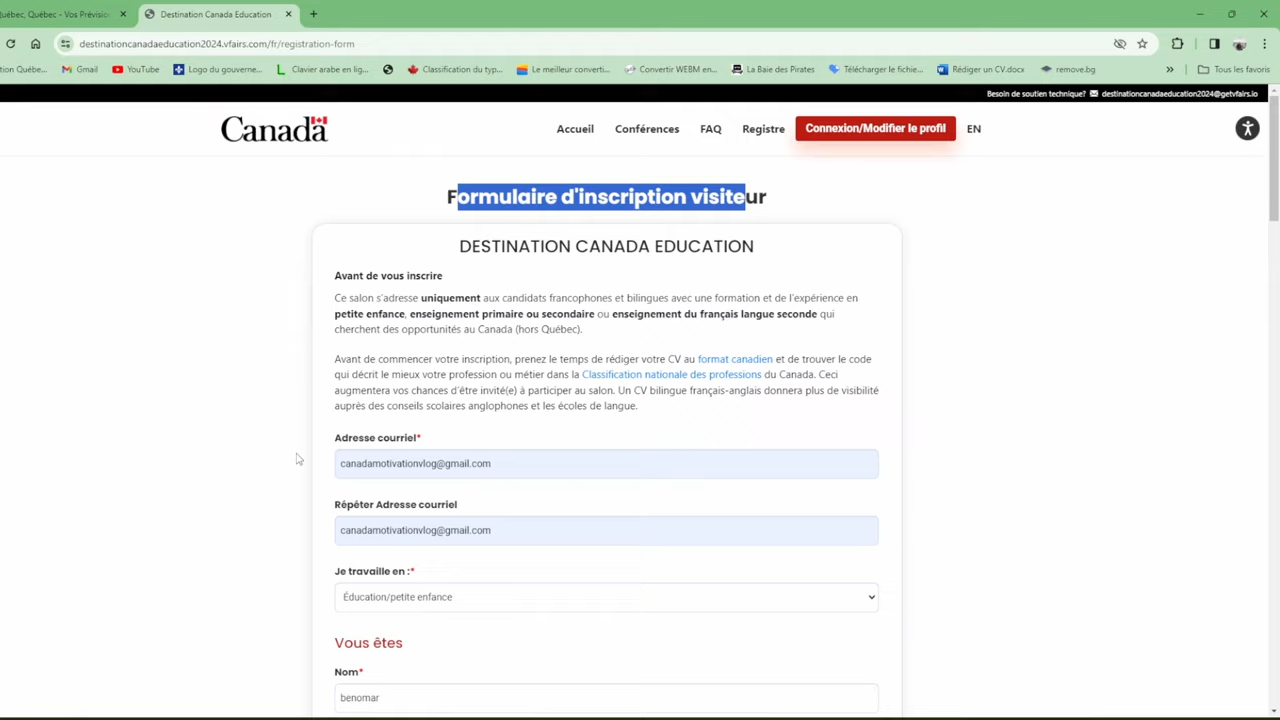 Québec, Québec - Vos Prévisio
Destination Canada Education
destinationcanadaeducation2024.vfairs.com/fr/registration-form
tion Québe...
Gmail
YouTube
Logo du gouverne...
Clavier arabe en lig...
Classification du typ...
Le meilleur converti...
Convertir WEBM en...
La Baie des Pirates
Télécharger le fichie...
Rédiger un CV.docx
remove.bg
»
Tous les favoris
Besoin de soutien technique? destinationcanadaeducation2024@getvfairs.io
Canada
Accueil
Conférences
FAQ
Registre
Connexion/Modifier le profil
EN
Formulaire d'inscription visiteur
DESTINATION CANADA EDUCATION
Avant de vous inscrire
Ce salon s'adresse uniquement aux candidats francophones et bilingues avec une formation et de l'expérience en
petite enfance, enseignement primaire ou secondaire ou enseignement du français langue seconde qui
cherchent des opportunités au Canada (hors Québec).
Avant de commencer votre inscription, prenez le temps de rédiger votre CV au format canadien et de trouver le code
qui décrit le mieux votre profession ou métier dans la Classification nationale des professions du Canada. Ceci
augmentera vos chances d'être invité(e) à participer au salon. Un CV bilingue français-anglais donnera plus de visibilité
auprès des conseils scolaires anglophones et les écoles de langue.
Adresse courriel*
canadamotivationvlog@gmail.com
Répéter Adresse courriel
canadamotivationvlog@gmail.com
Je travaille en :*
Éducation/petite enfance
Vous êtes
Nom*
benomar